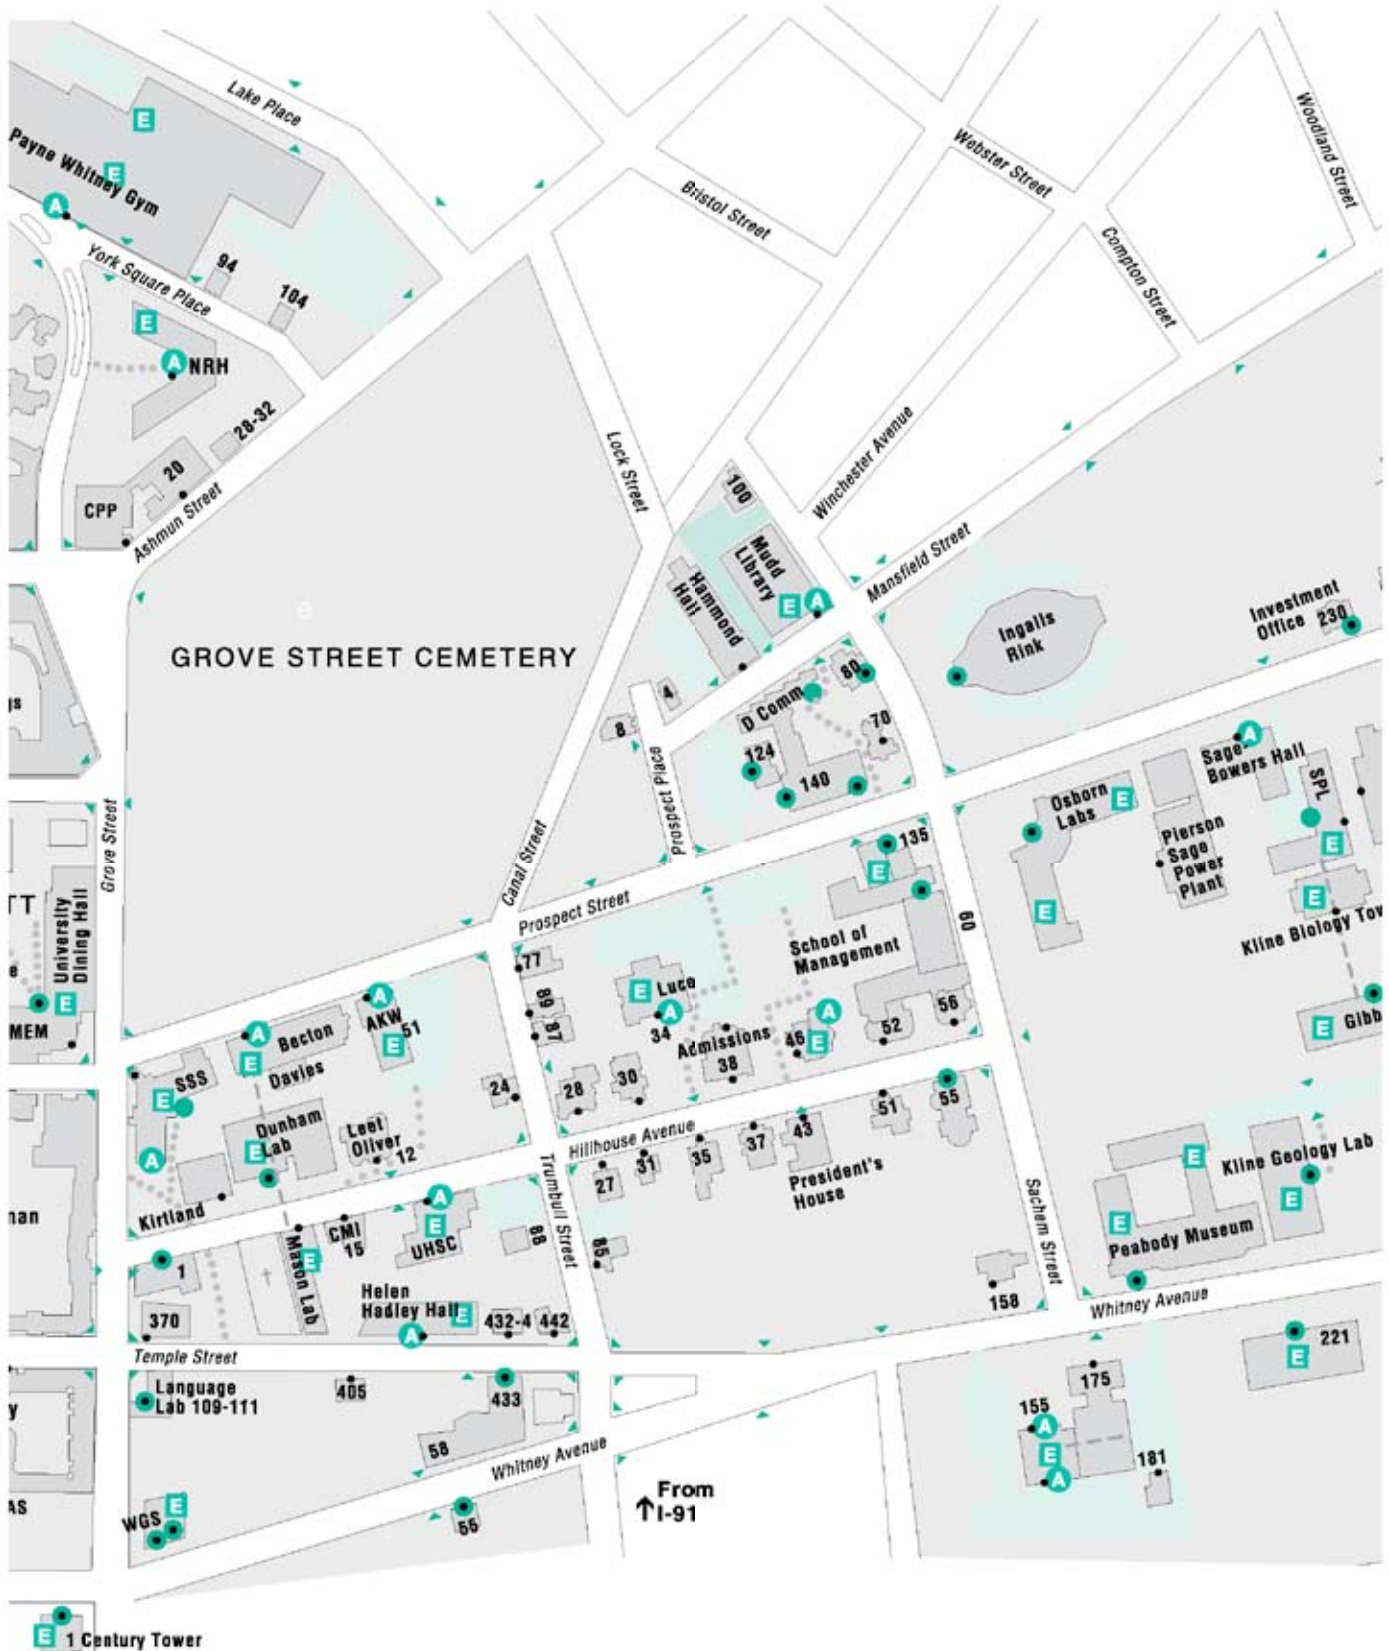 Lake Place
Woodland Street
E
Webster Street
Payne Whitney Gym
E
Bristol Street
A
Compton Street
York Square Place
94
104
E
A
NRH
28-32
Lock Street
Winchester Avenue
20
CPP
100
Ashmun Street
Mudd
Library
Mansfield Street
Hammond
Hall
E
A
Ingalls
Rink
Investment
Office 230
e
GROVE STREET CEMETERY
4
80
D Comm
8
70
124
140
Prospect Place
A
Sage-
Bowers Hall
SPL
Osborn
Labs
E
Pierson
Sage
Power
Plant
E
Grove Street
Canal Street
135
E
Prospect Street
60
E
E
Kline Biology Tow
TT
University
Dining Hall
School of
Management
77
E
Luce
A
34
89
87
Admissions
38
A
46
E
52
56
E
MEM
A
AKW
51
E
A
Becton
E
Davies
E
Gibb
SSS
E
A
24
28
30
Dunham
Lab
E
Leet
Oliver
12
Hillhouse Avenue
51
55
43
37
35
31
27
President's
House
E
Kline Geology Lab
E
E
Peabody Museum
Trumbull Street
Sachem Street
Kirtland
A
E
UHSC
CMI
15
Mason Lab
E
88
85
1
370
Helen
Hadley Hall
E
A
432-4
442
158
Whitney Avenue
Temple Street
221
E
Language
Lab 109-111
405
433
175
155
A
E
A
58
Whitney Avenue
181
From
I-91
WGS
E
55
AS
E
1 Century Tower